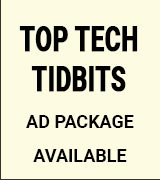 TOP TECH
TIDBITS
AD PACKAGE
AVAILABLE